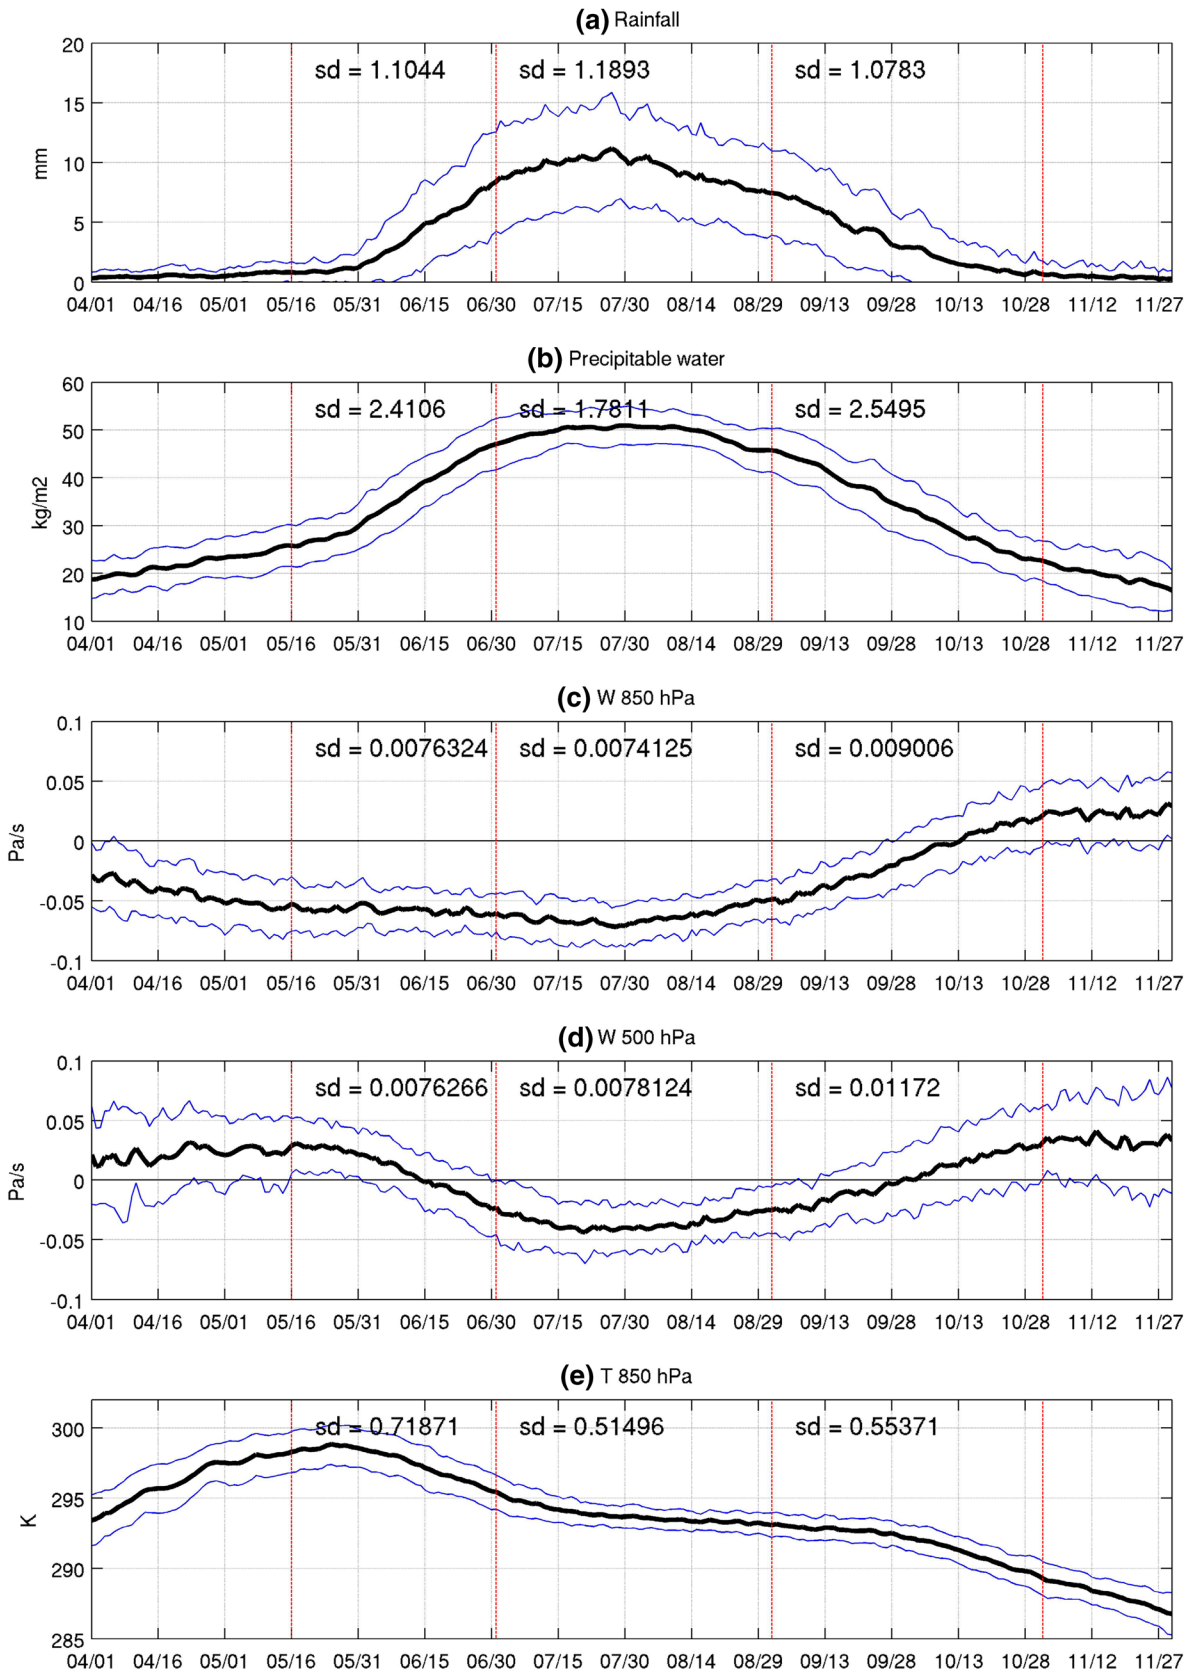 (a) Rainfall
20
15
10
5
0
mm
sd = 1.1044 sd = 1.1893 sd = 1.0783
04/01 04/16 05/01 05/16 05/31 06/15 06/30 07/15 07/30 08/14 08/29 09/13 09/28 10/13 10/28 11/12 11/27
(b) Precipitable water
60
50
40
30
20
10
kg/m2
sd = 2.4106 sd = 1.7811 sd = 2.5495
04/01 04/16 05/01 05/16 05/31 06/15 06/30 07/15 07/30 08/14 08/29 09/13 09/28 10/13 10/28 11/12 11/27
(c) W 850 hPa
0.1
0.05
0
-0.05
-0.1
Pa/s
sd = 0.0076324 sd = 0.0074125 sd = 0.009006
04/01 04/16 05/01 05/16 05/31 06/15 06/30 07/15 07/30 08/14 08/29 09/13 09/28 10/13 10/28 11/12 11/27
(d) W 500 hPa
0.1
0.05
0
-0.05
-0.1
Pa/s
sd = 0.0076266 sd = 0.0078124 sd = 0.01172
04/01 04/16 05/01 05/16 05/31 06/15 06/30 07/15 07/30 08/14 08/29 09/13 09/28 10/13 10/28 11/12 11/27
(e) T 850 hPa
300
295
290
285
K
sd = 0.71871 sd = 0.51496 sd = 0.55371
04/01 04/16 05/01 05/16 05/31 06/15 06/30 07/15 07/30 08/14 08/29 09/13 09/28 10/13 10/28 11/12 11/27